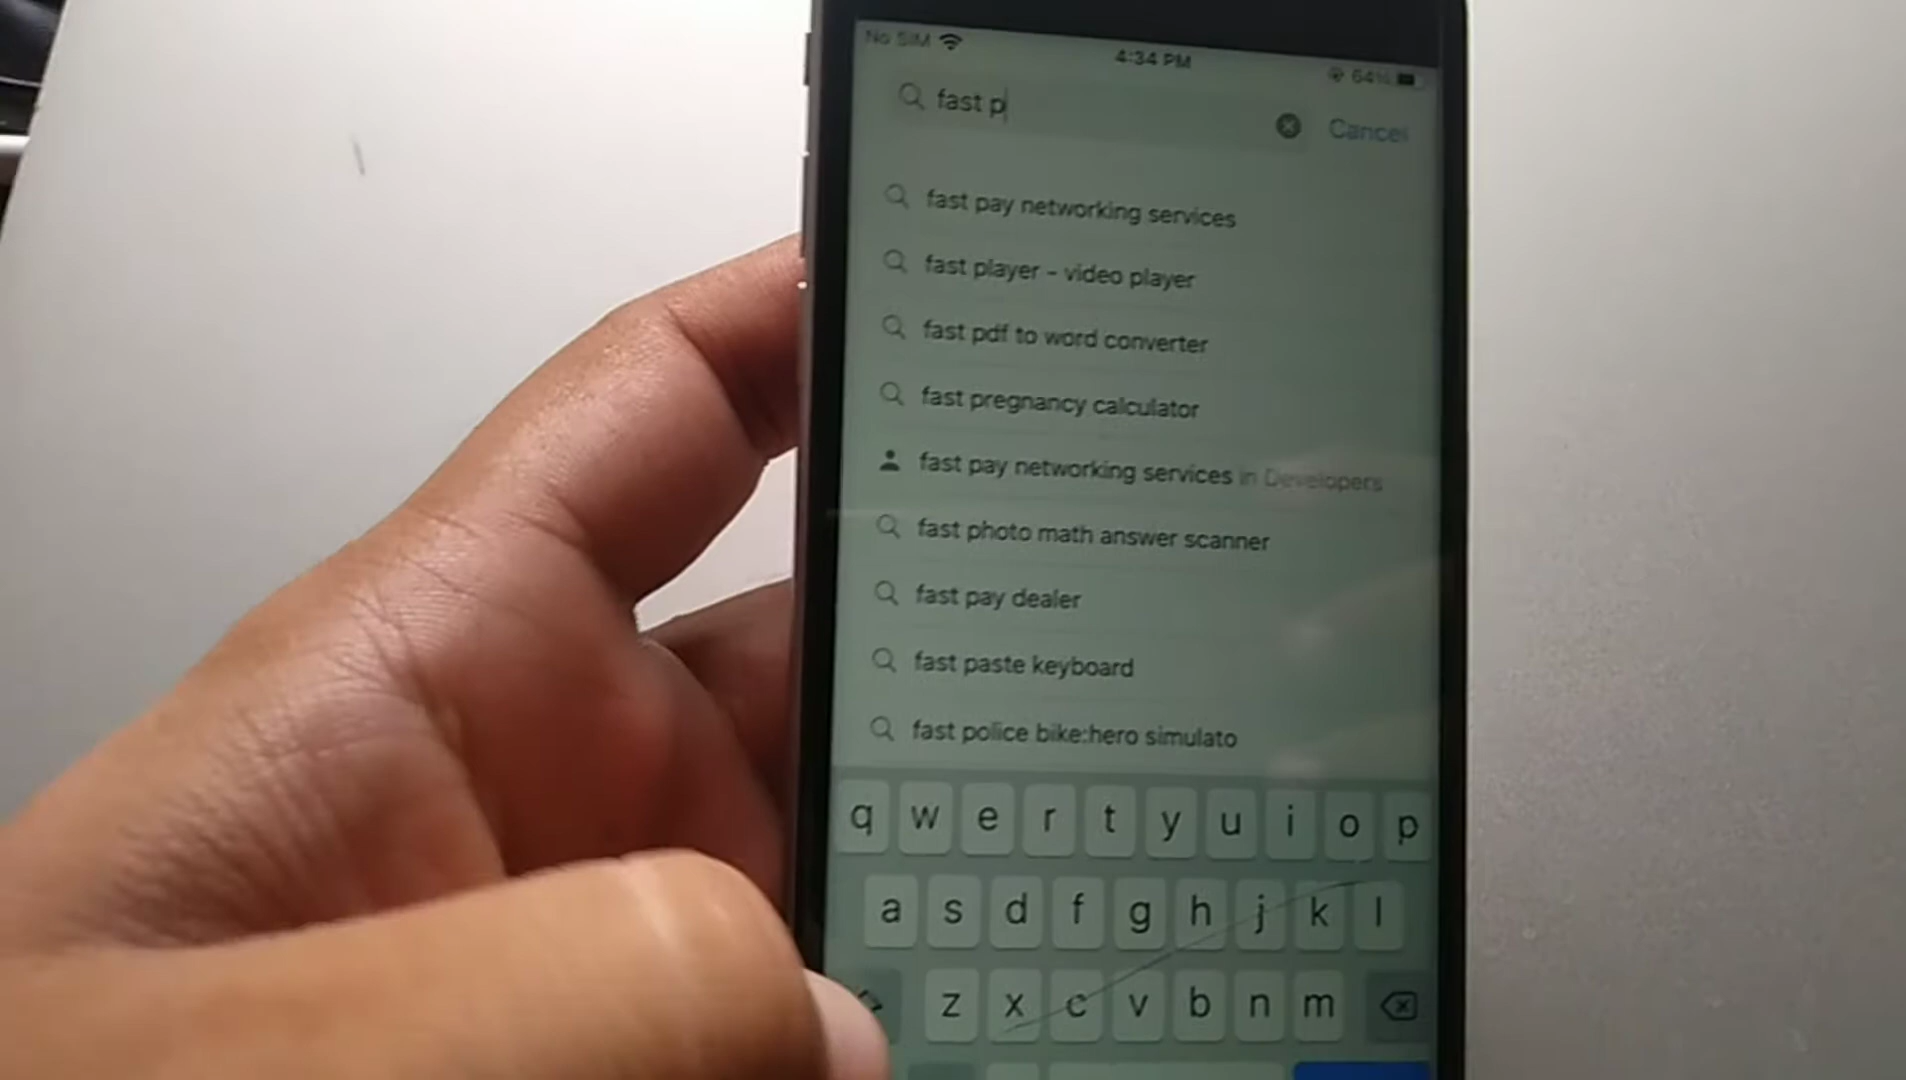 No SIM
4:34 PM
64%
fast p
Cancel
fast pay networking services
fast player - video player
fast pdf to word converter
fast pregnancy calculator
fast pay networking services in Developers
fast photo math answer scanner
fast pay dealer
fast paste keyboard
fast police bike:hero simulato
q w e r t y u i o p
a s d f g h j k l
z x c v b n m